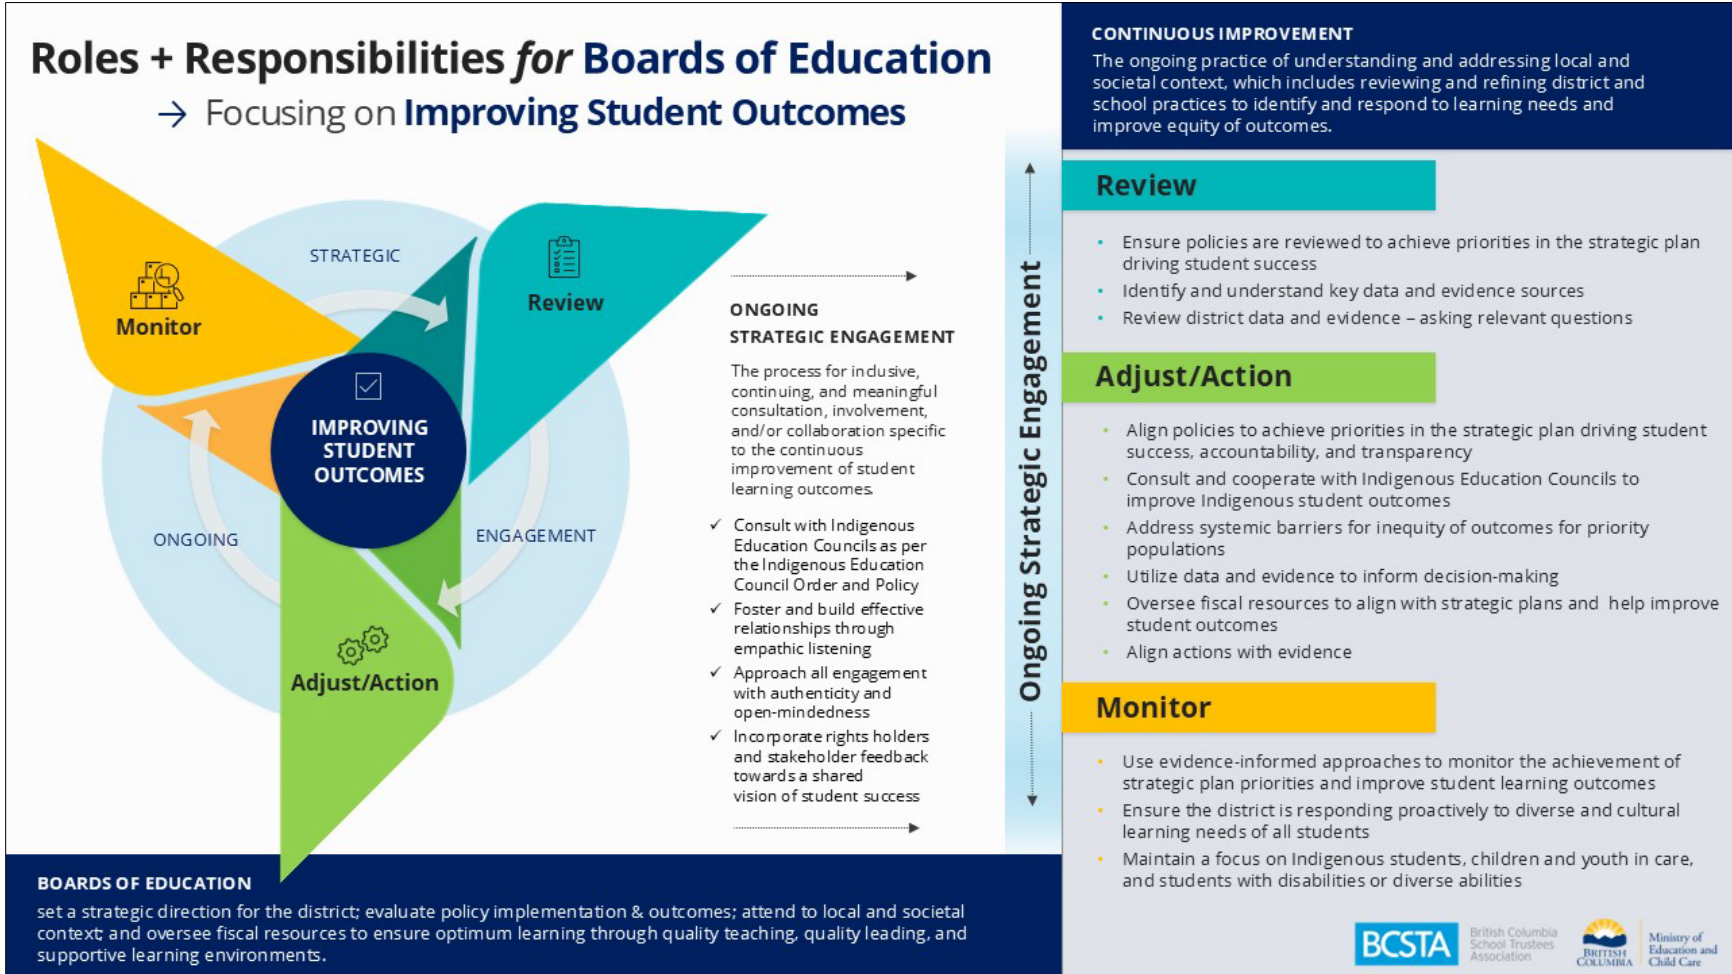 Roles + Responsibilities for Boards of Education
→ Focusing on Improving Student Outcomes
Monitor
STRATEGIC
Review
IMPROVING
STUDENT
OUTCOMES
ONGOING
ENGAGEMENT
Adjust/Action
ONGOING
STRATEGIC ENGAGEMENT
The process for inclusive,
continuing, and meaningful
consultation, involvement,
and/or collaboration specific
to the continuous
improvement of student
learning outcomes.
✓ Consult with Indigenous
Education Councils as per
the Indigenous Education
Council Order and Policy
✓ Foster and build effective
relationships through
empathic listening
✓ Approach all engagement
with authenticity and
open-mindedness
✓ Incorporate rights holders
and stakeholder feedback
towards a shared
vision of student success
Ongoing Strategic Engagement
BOARDS OF EDUCATION
set a strategic direction for the district; evaluate policy implementation & outcomes; attend to local and societal
context; and oversee fiscal resources to ensure optimum learning through quality teaching, quality leading, and
supportive learning environments.
CONTINUOUS IMPROVEMENT
The ongoing practice of understanding and addressing local and
societal context, which includes reviewing and refining district and
school practices to identify and respond to learning needs and
improve equity of outcomes.
Review
• Ensure policies are reviewed to achieve priorities in the strategic plan
driving student success
• Identify and understand key data and evidence sources
• Review district data and evidence – asking relevant questions
Adjust/Action
• Align policies to achieve priorities in the strategic plan driving student
success, accountability, and transparency
• Consult and cooperate with Indigenous Education Councils to
improve Indigenous student outcomes
• Address systemic barriers for inequity of outcomes for priority
populations
• Utilize data and evidence to inform decision-making
• Oversee fiscal resources to align with strategic plans and help improve
student outcomes
• Align actions with evidence
Monitor
• Use evidence-informed approaches to monitor the achievement of
strategic plan priorities and improve student learning outcomes
• Ensure the district is responding proactively to diverse and cultural
learning needs of all students
• Maintain a focus on Indigenous students, children and youth in care,
and students with disabilities or diverse abilities
BCSTA
British Columbia
School Trustees
Association
BRITISH
COLUMBIA
Ministry of
Education and
Child Care